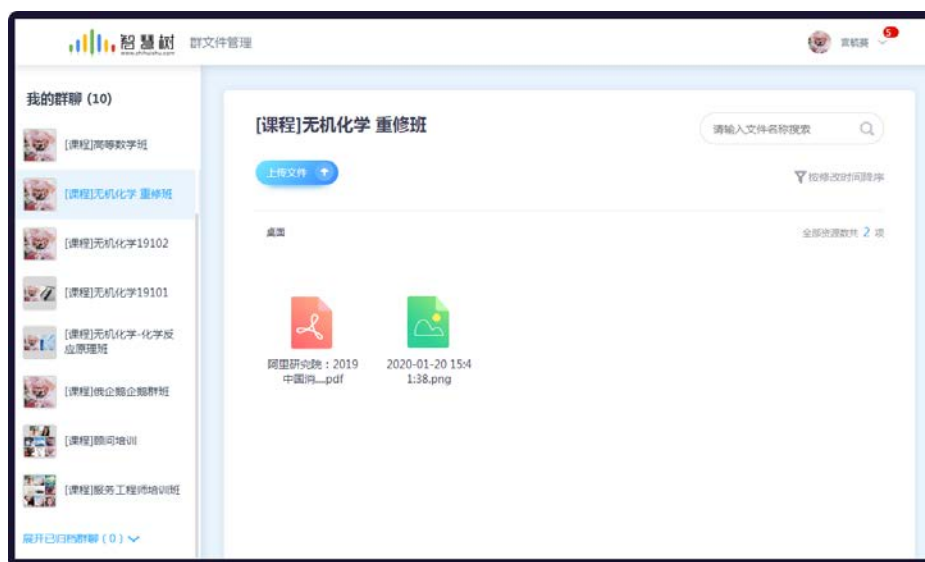 智慧树
www.zhihuishu.com
群文件管理
宫毓英
5
我的群聊 (10)
[课程]高等数学班
[课程]无机化学 重修班
[课程]无机化学19102
[课程]无机化学19101
[课程]无机化学-化学反
应原理班
[课程]俄企鹅企鹅群班
[课程]顾问培训
[课程]服务工程师培训班
展开已归档群聊 ( 0 )
[课程]无机化学 重修班
请输入文件名称搜索
上传文件
按修改时间降序
桌面
全部资源数共 2 项
阿里研究院：2019
中国消....pdf
2020-01-20 15:4
1:38.png